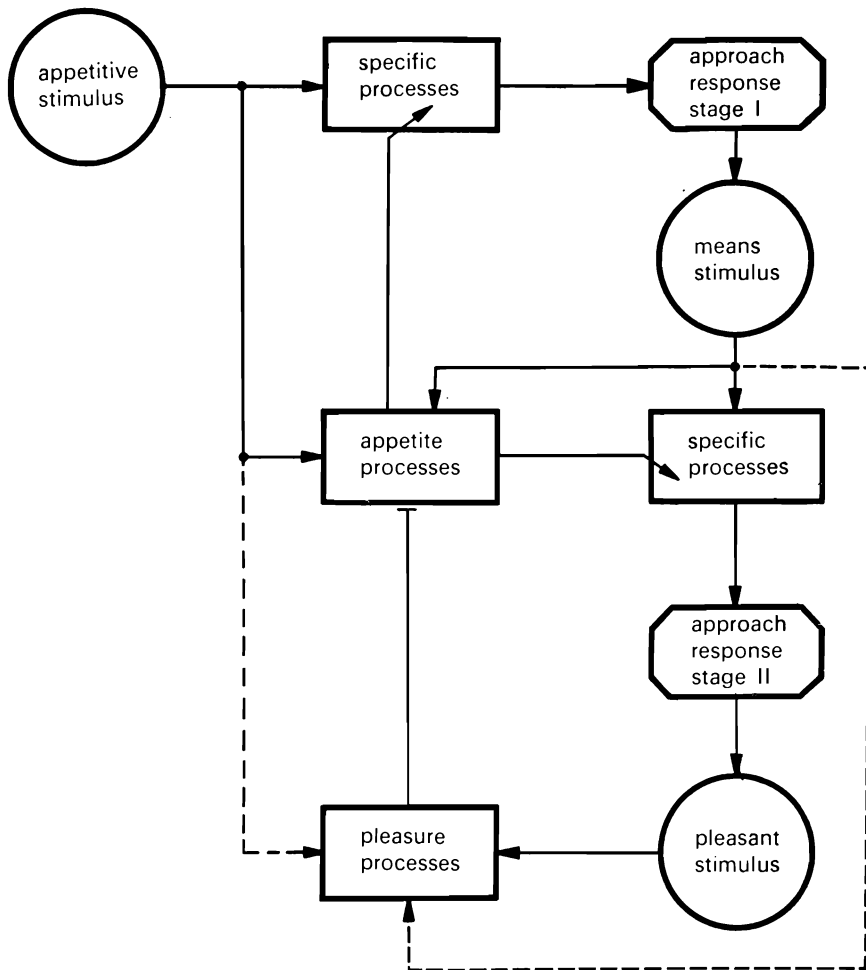 appetitive
stimulus
specific
processes
approach
response
stage I
means
stimulus
appetite
processes
specific
processes
approach
response
stage II
pleasure
processes
pleasant
stimulus